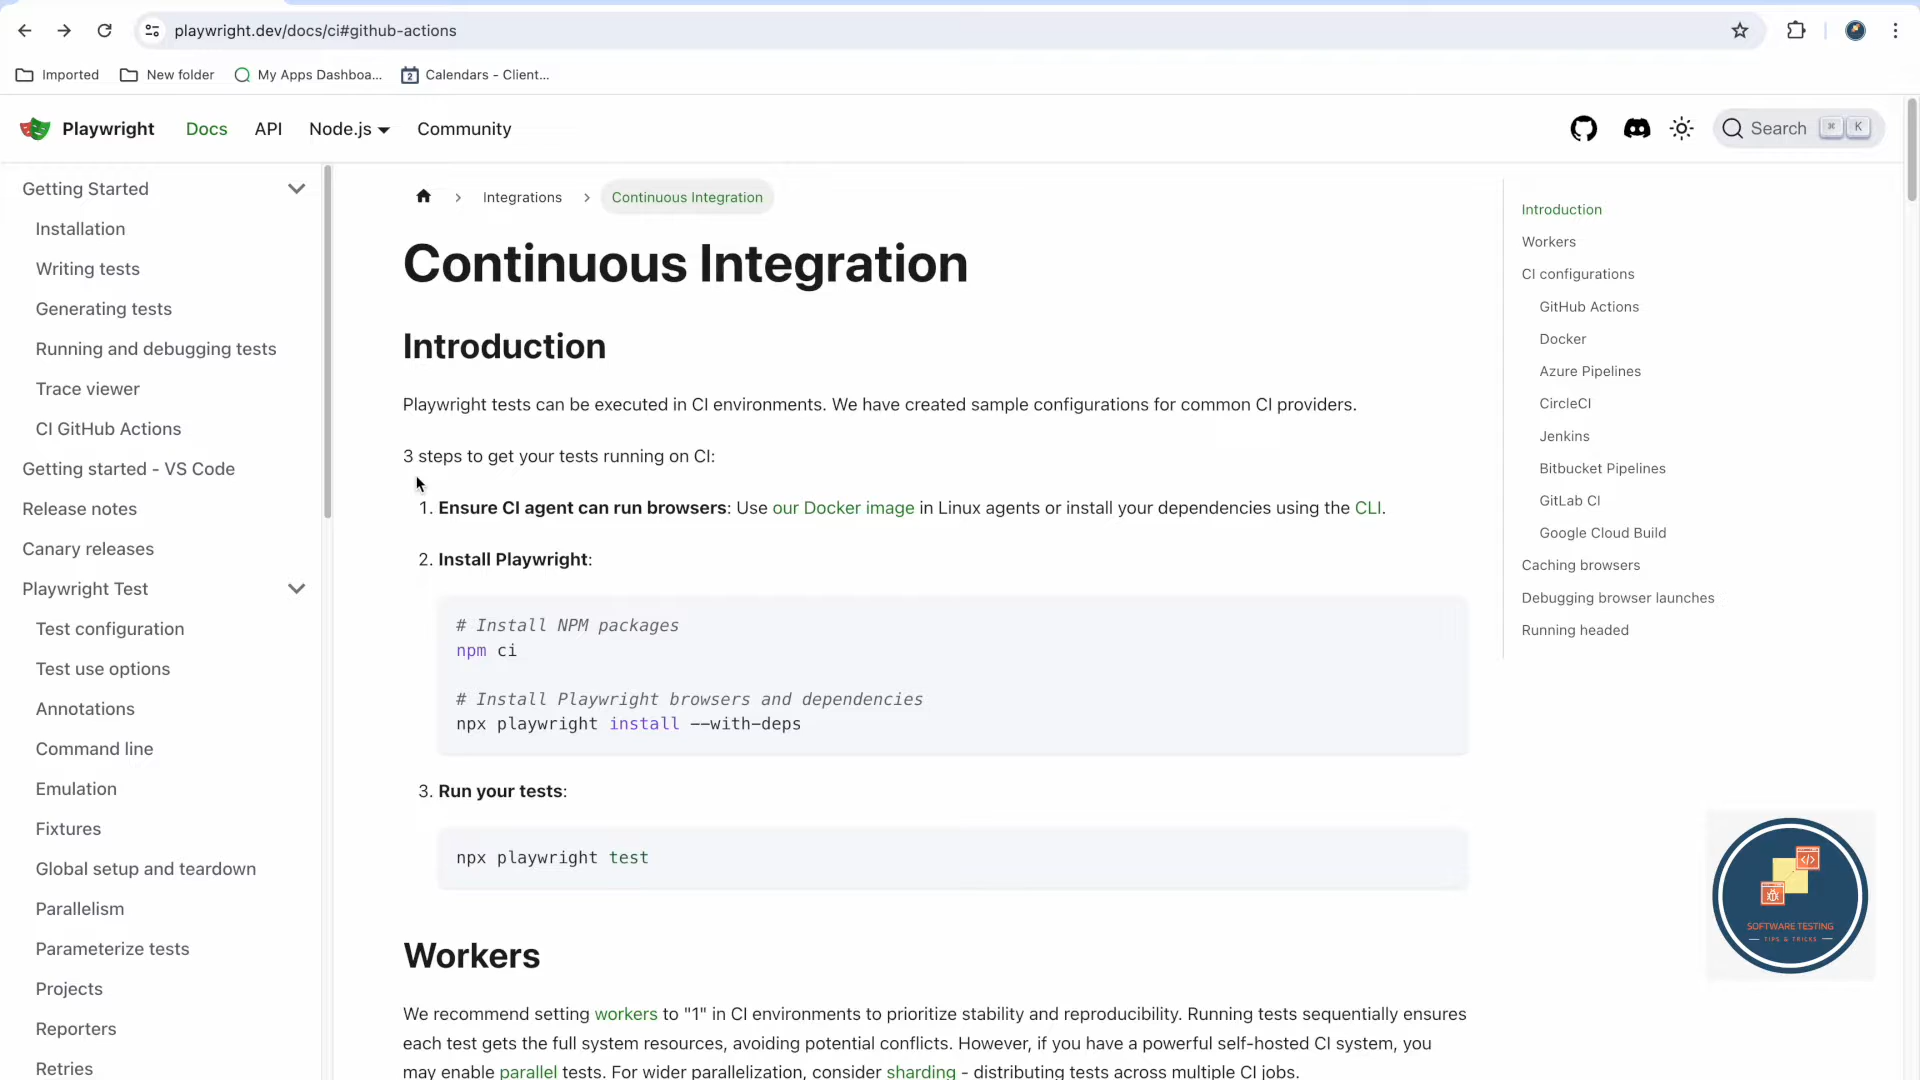 playwright.dev/docs/ci#github-actions
Imported
New folder
My Apps Dashboa...
2
Calendars - Client...
Playwright
Docs
API
Node.js
Community
Search
⌘ K
Getting Started
Installation
Writing tests
Generating tests
Running and debugging tests
Trace viewer
CI GitHub Actions
Getting started - VS Code
Release notes
Canary releases
Playwright Test
Test configuration
Test use options
Annotations
Command line
Emulation
Fixtures
Global setup and teardown
Parallelism
Parameterize tests
Projects
Reporters
Retries
Integrations
Continuous Integration
Continuous Integration
Introduction
Playwright tests can be executed in CI environments. We have created sample configurations for common CI providers.
3 steps to get your tests running on CI:
1. Ensure CI agent can run browsers: Use our Docker image in Linux agents or install your dependencies using the CLI.
2. Install Playwright:
# Install NPM packages
npm ci
# Install Playwright browsers and dependencies
npx playwright install --with-deps
3. Run your tests:
npx playwright test
Workers
We recommend setting workers to "1" in CI environments to prioritize stability and reproducibility. Running tests sequentially ensures
each test gets the full system resources, avoiding potential conflicts. However, if you have a powerful self-hosted CI system, you
may enable parallel tests. For wider parallelization, consider sharding - distributing tests across multiple CI jobs.
Introduction
Workers
CI configurations
GitHub Actions
Docker
Azure Pipelines
CircleCI
Jenkins
Bitbucket Pipelines
GitLab CI
Google Cloud Build
Caching browsers
Debugging browser launches
Running headed
SOFTWARE TESTING
TIPS & TRICKS